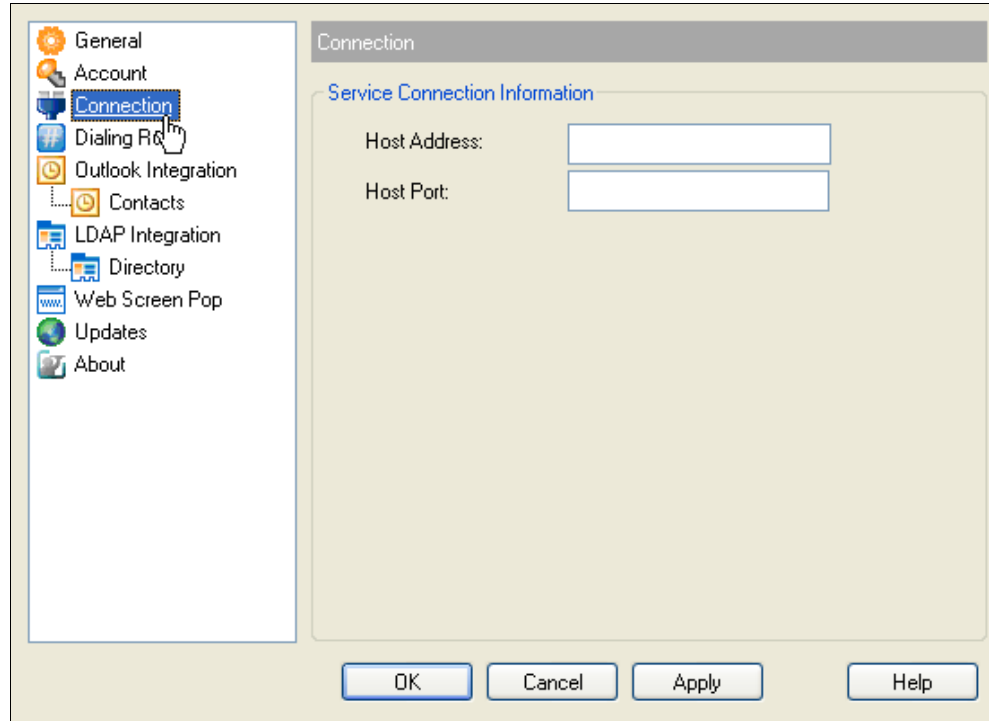 General
Account
Connection
Dialing
Outlook Integration
Contacts
LDAP Integration
Directory
www.
Web Screen Pop
Updates
About
Connection
Service Connection Information
Host Address:
Host Port:
OK
Cancel
Apply
Help